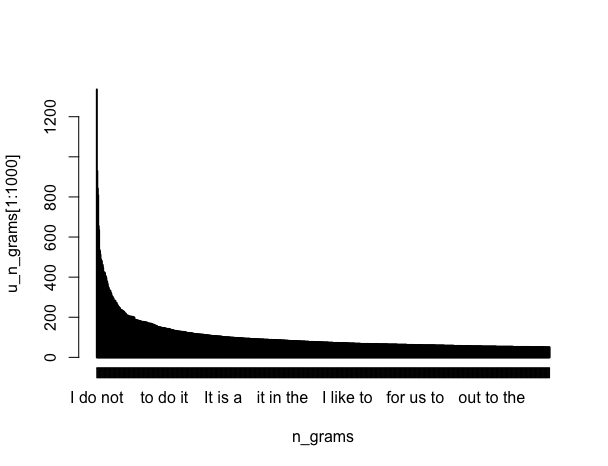 u_n_grams[1:1000]
1200
800
600
400
200
0
I do not to do it It is a it in the I like to for us to out to the
n_grams